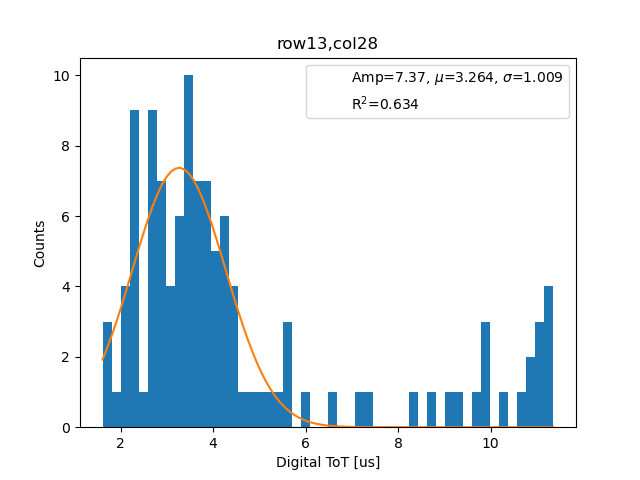 row13,col28
Amp=7.37, μ=3.264, σ=1.009
R²=0.634
10
8
6
4
2
0
Counts
2 4 6 8 10
Digital ToT [us]